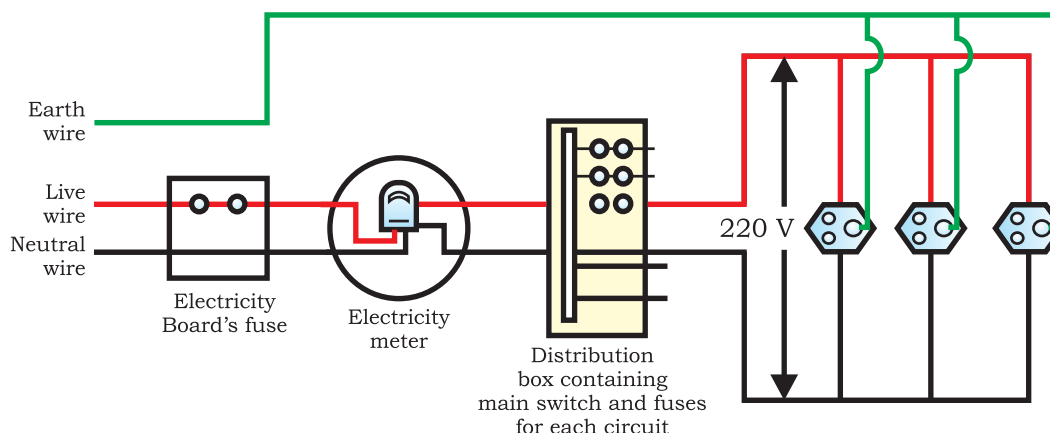 Earth
wire
Live
wire
Neutral
wire
Electricity
Board's fuse
Electricity
meter
Distribution
box containing
main switch and fuses
for each circuit
220 V